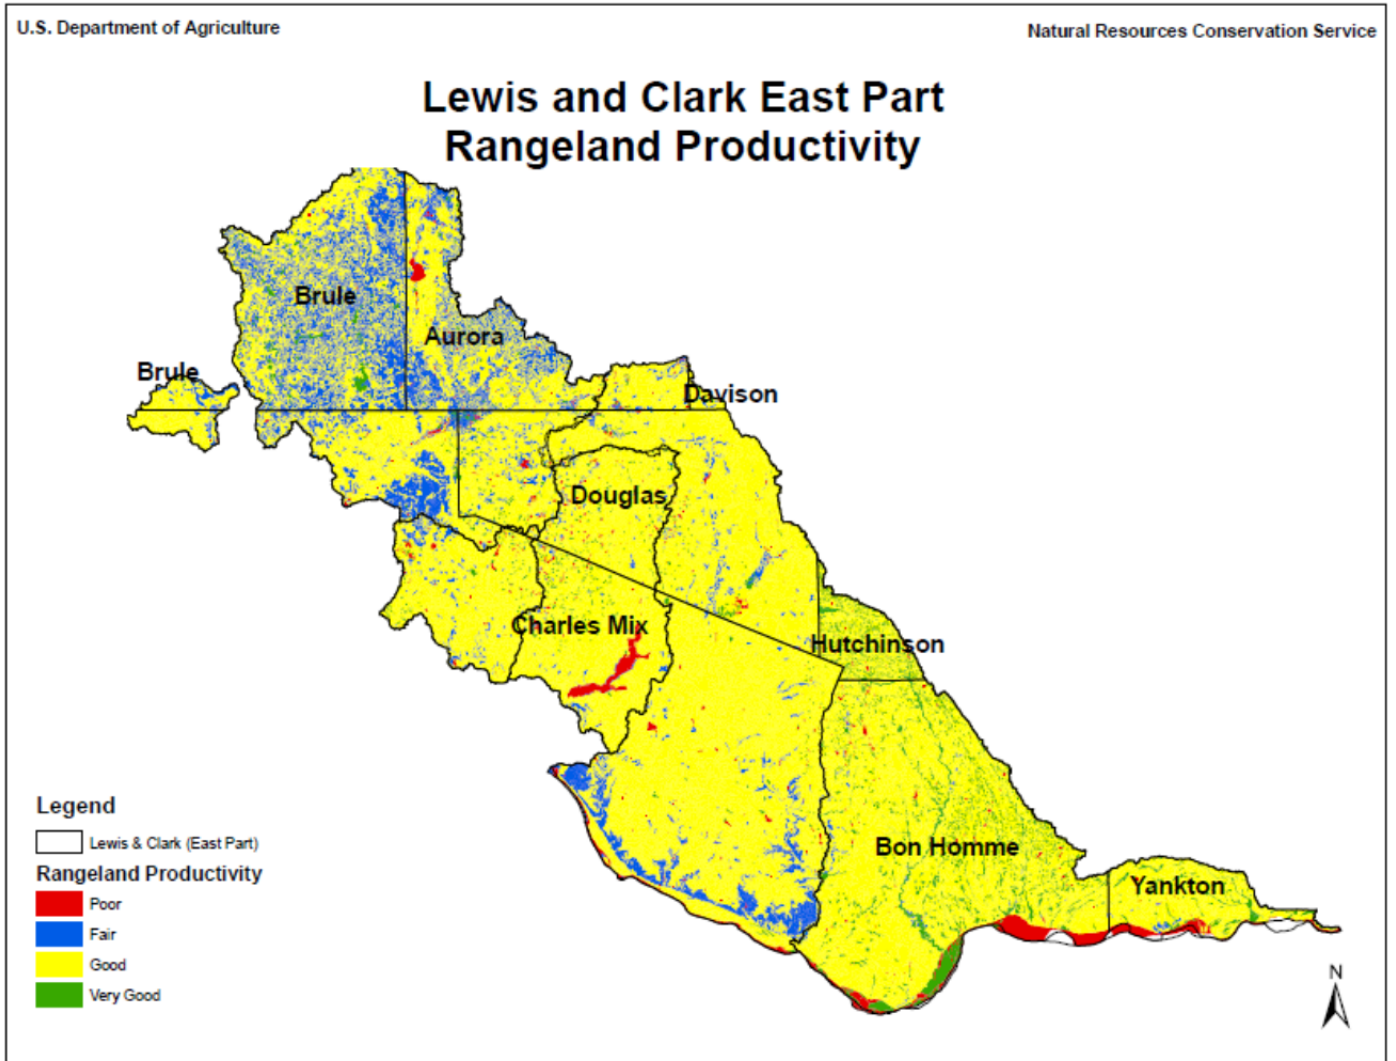 U.S. Department of Agriculture
Natural Resources Conservation Service
Lewis and Clark East Part
Rangeland Productivity
Brule
Aurora
Brule
Davison
Douglas
Charles Mix
Hutchinson
Bon Homme
Yankton
Legend
Lewis & Clark (East Part)
Rangeland Productivity
Poor
Fair
Good
Very Good
N